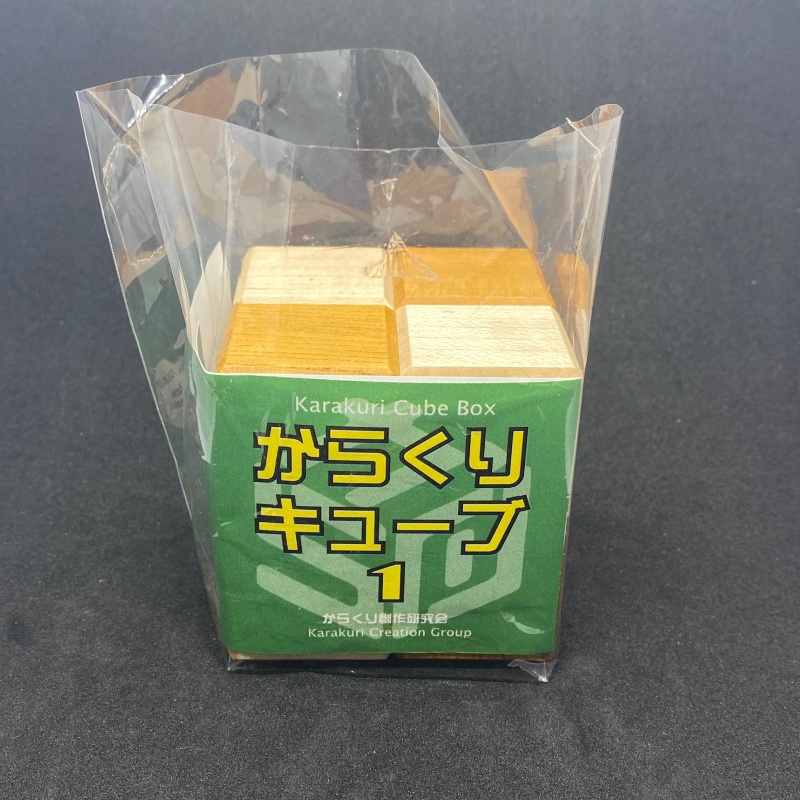 Karakuri Cube Box
からくり
キューブ
1
からくり創作研究会
Karakuri Creation Group